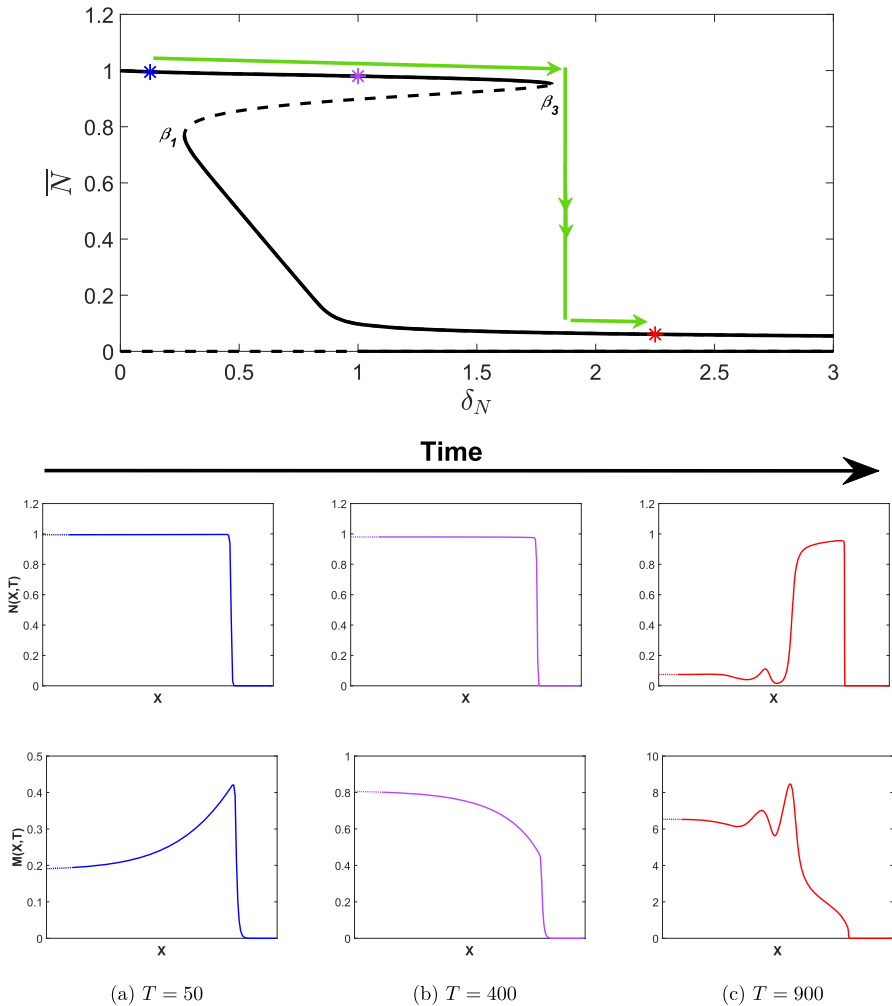 1.2
1
0.8
0.6
0.4
0.2
0
N̅
β₁
β₃
0 0.5 1 1.5 2 2.5 3
δ_N
Time
1.2 1.2 1.2
1 1 1
0.8 0.8 0.8
0.6 0.6 0.6
0.4 0.4 0.4
0.2 0.2 0.2
0 0 0
N(X,T)
X X X
0.5 1 10
0.4 0.8 8
0.3 0.6 6
0.2 0.4 4
0.1 0.2 2
0 0 0
M(X,T)
X X X
(a) T = 50 (b) T = 400 (c) T = 900